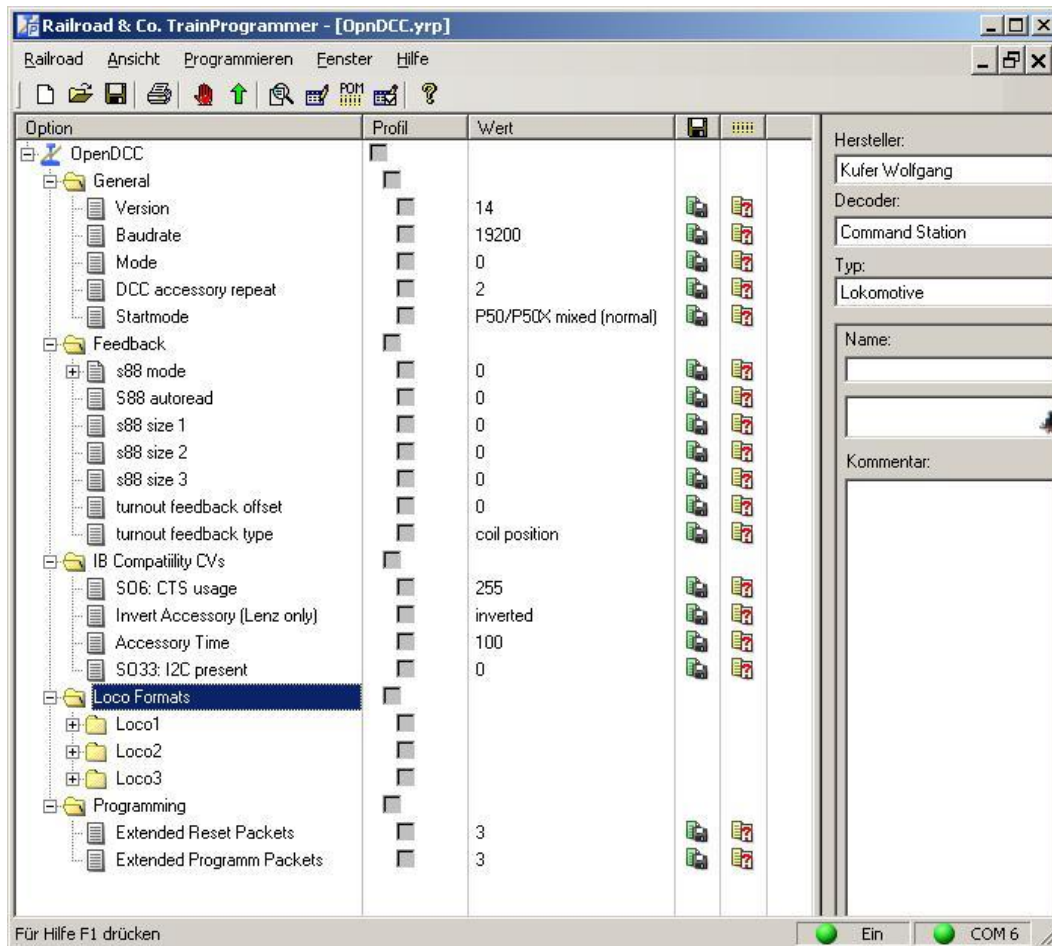 Railroad & Co. TrainProgrammer - [OpnDCC.yrp]
Railroad Ansicht Programmieren Fenster Hilfe
POM
Option Profil Wert
OpenDCC
General
Version 14
Baudrate 19200
Mode 0
DCC accessory repeat 2
Startmode P50/P50X mixed (normal)
Feedback
s88 mode 0
S88 autoread 0
s88 size 1 0
s88 size 2 0
s88 size 3 0
turnout feedback offset 0
turnout feedback type coil position
IB Compatiility CVs
SO6: CTS usage 255
Invert Accessory (Lenz only) inverted
Accessory Time 100
SO33: I2C present 0
Loco Formats
Loco1
Loco2
Loco3
Programming
Extended Reset Packets 3
Extended Programm Packets 3
Hersteller:
Kufer Wolfgang
Decoder:
Command Station
Typ:
Lokomotive
Name:
Kommentar:
Für Hilfe F1 drücken
Ein
COM 6